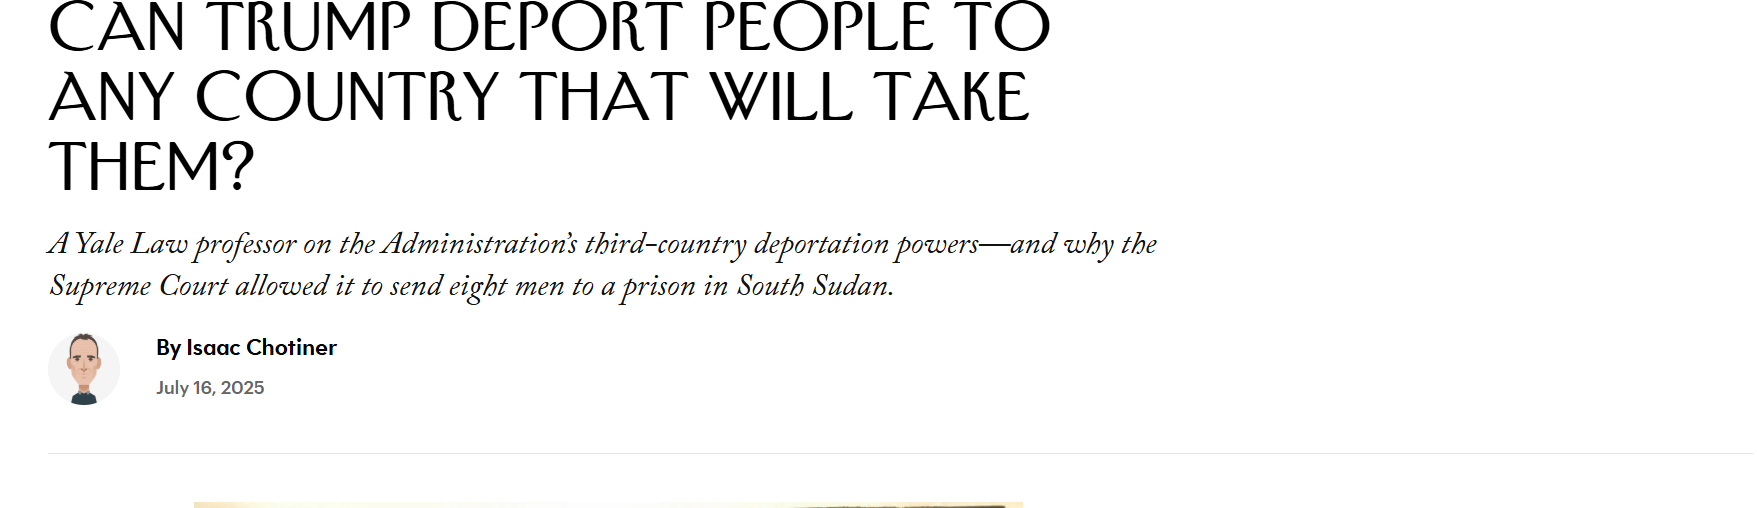 CAN TRUMP DEPORT PEOPLE TO
ANY COUNTRY THAT WILL TAKE
THEM?
A Yale Law professor on the Administration’s third-country deportation powers—and why the
Supreme Court allowed it to send eight men to a prison in South Sudan.
By Isaac Chotiner
July 16, 2025